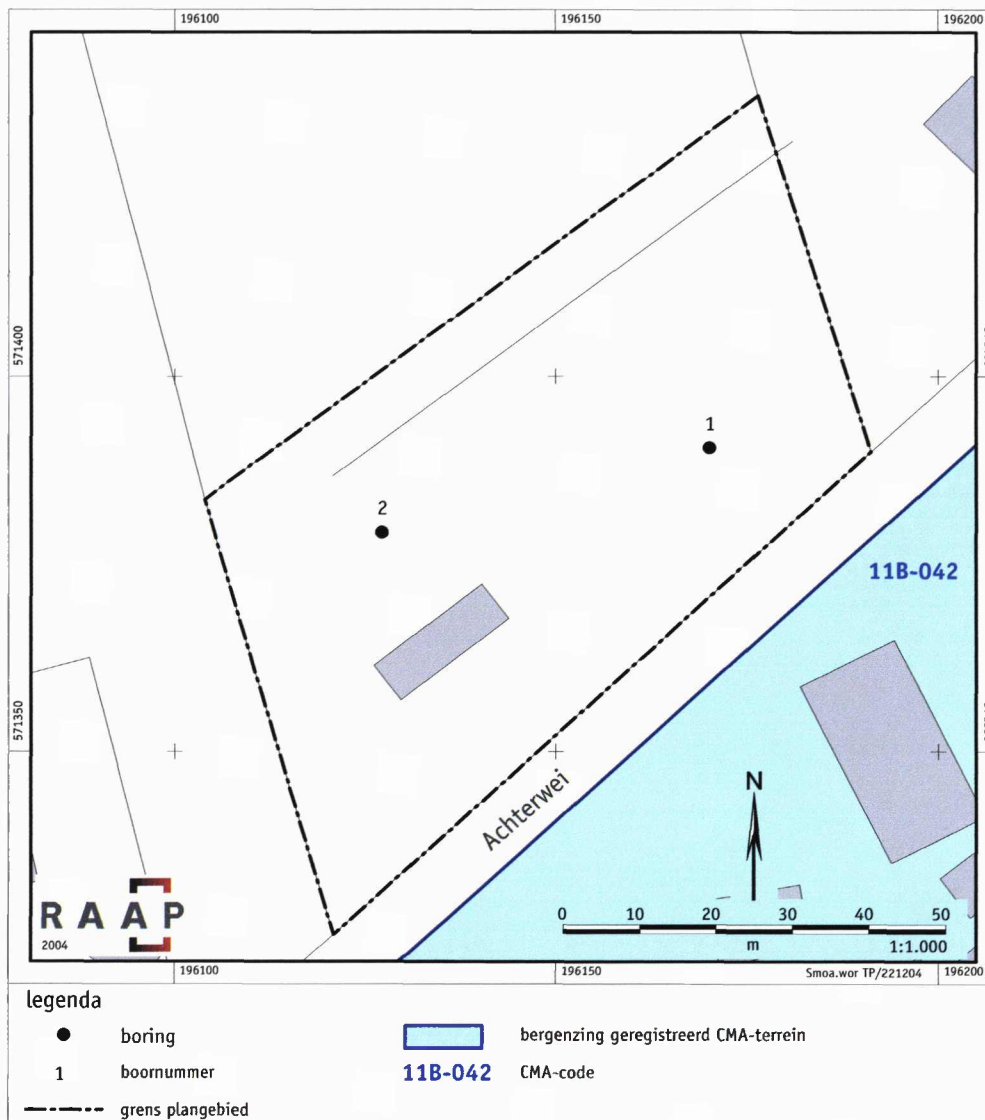 196100
196150
196200
571400
1
2
11B-042
571350
Achterwei
N
RAAP
2004
0 10 20 30 40 50
m
1:1.000
196100
196150
196200
Smoa.wor TP/221204
legenda
boring
bergenzing geregistreerd CMA-terrein
1 boornummer
11B-042 CMA-code
grens plangebied